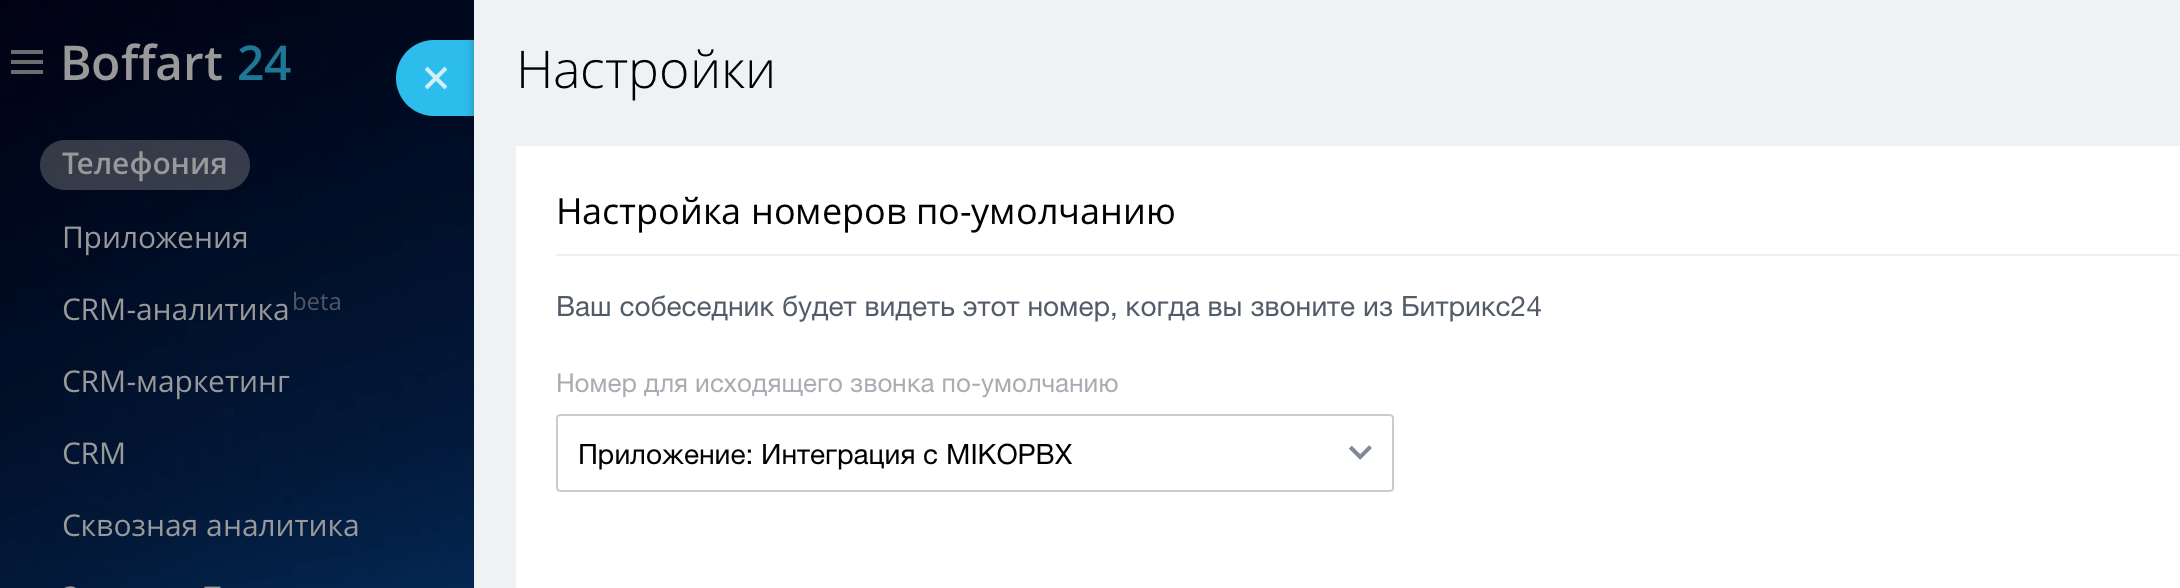 Boffart 24
Телефония
Приложения
CRM-аналитика beta
CRM-маркетинг
CRM
Сквозная аналитика
Настройки
Настройка номеров по-умолчанию
Ваш собеседник будет видеть этот номер, когда вы звоните из Битрикс24
Номер для исходящего звонка по-умолчанию
Приложение: Интеграция с MIKOPBX